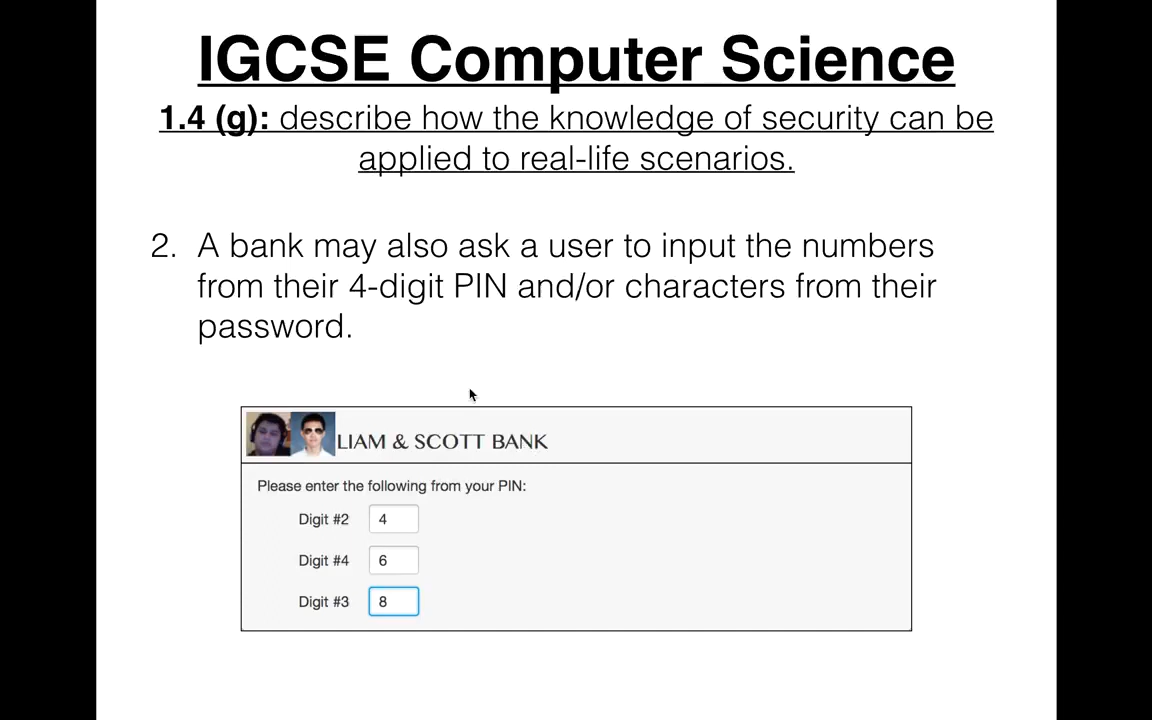 IGCSE Computer Science
1.4 (g): describe how the knowledge of security can be
applied to real-life scenarios.
2. A bank may also ask a user to input the numbers
from their 4-digit PIN and/or characters from their
password.
LIAM & SCOTT BANK
Please enter the following from your PIN:
Digit #2 4
Digit #4 6
Digit #3 8